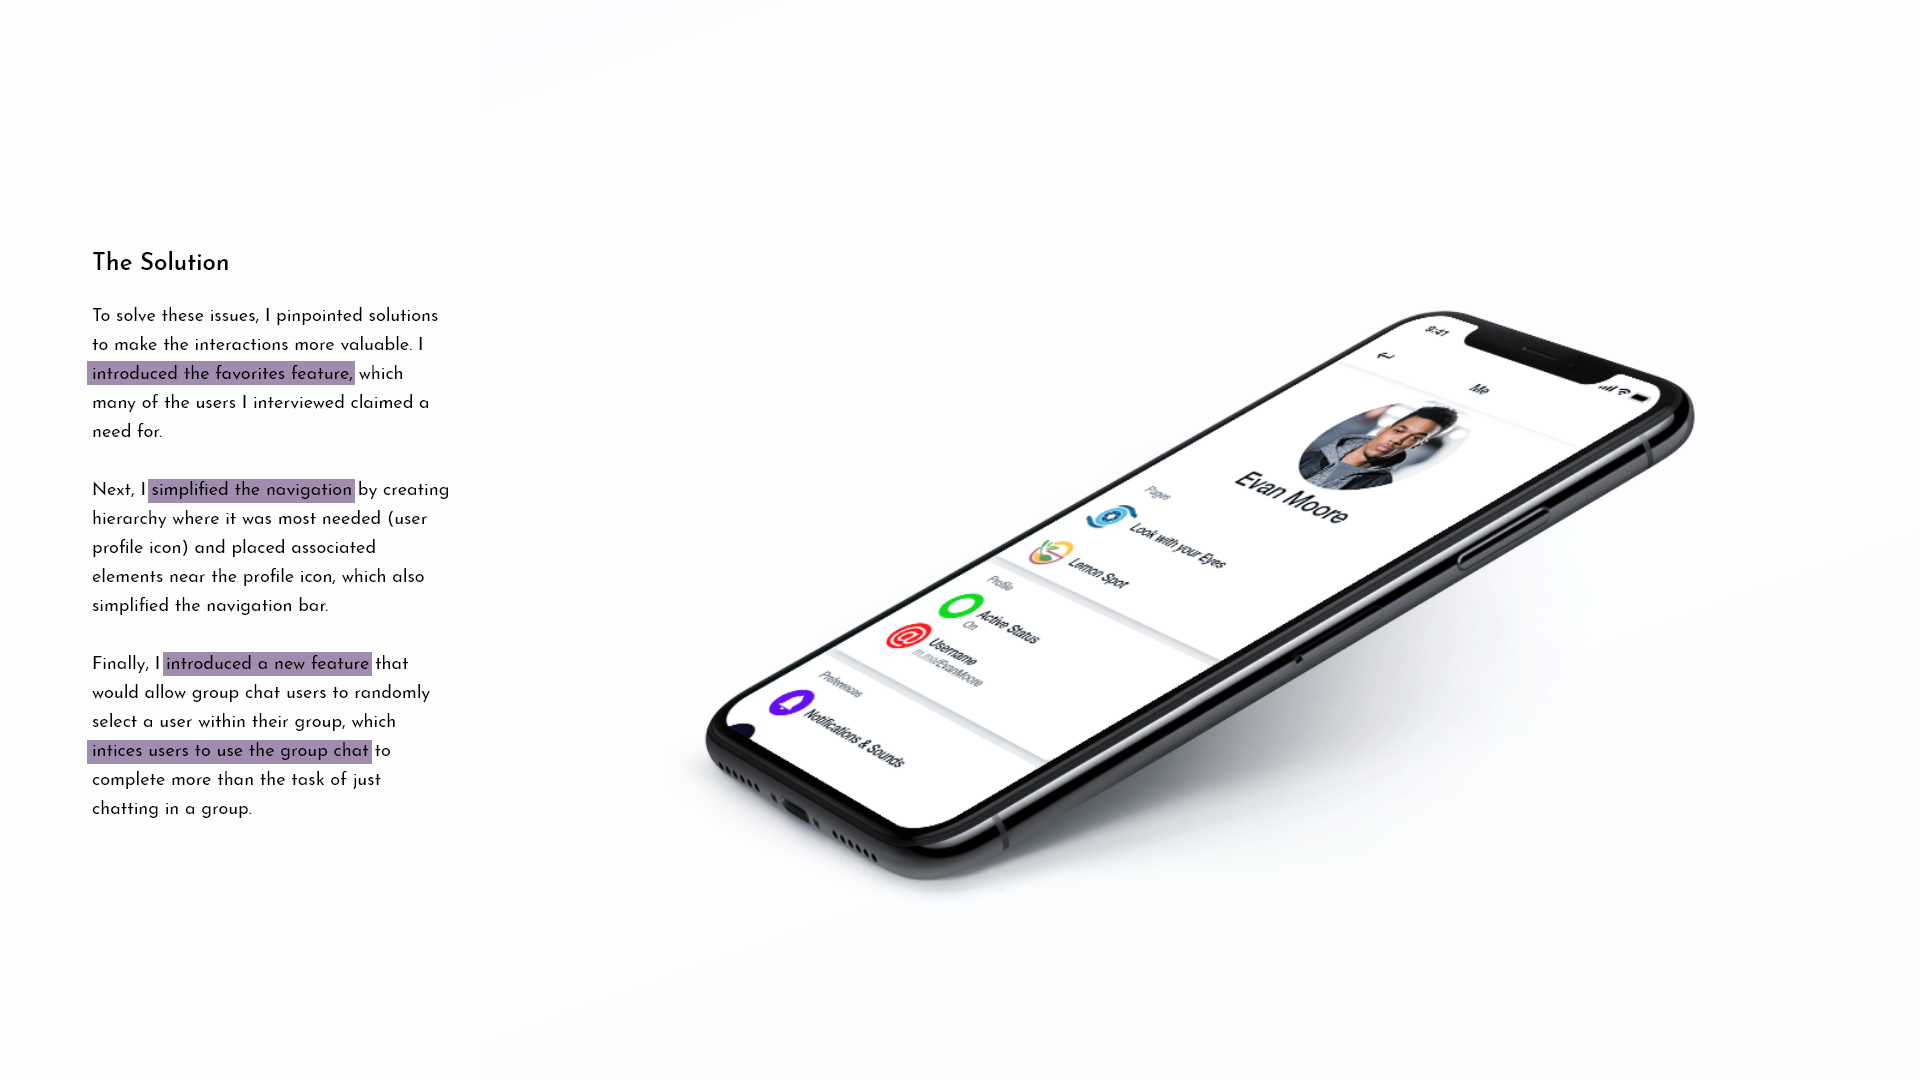 The Solution
To solve these issues, I pinpointed solutions
to make the interactions more valuable. I
introduced the favorites feature, which
many of the users I interviewed claimed a
need for.
Next, I simplified the navigation by creating
hierarchy where it was most needed (user
profile icon) and placed associated
elements near the profile icon, which also
simplified the navigation bar.
Finally, I introduced a new feature that
would allow group chat users to randomly
select a user within their group, which
intices users to use the group chat to
complete more than the task of just
chatting in a group.
9:41
Me
Evan Moore
Pages
Look with your Eyes
Lemon Spot
Profile
Active Status
On
Username
m.me/EvanMoore
Preferences
Notifications & Sounds